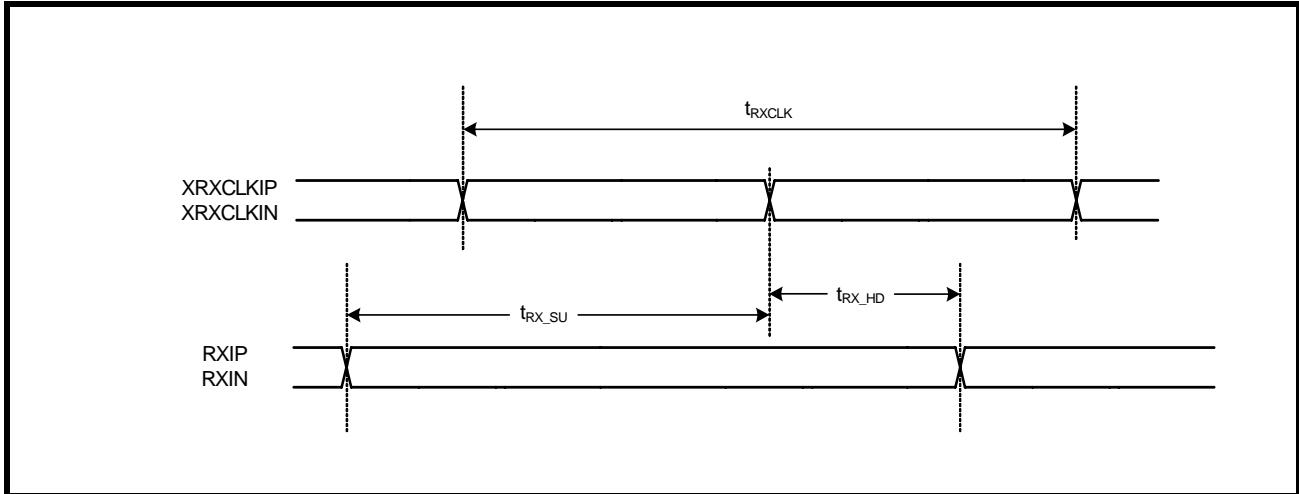 tRXCLK
XRXCLKIP
XRXCLKIN
tRX_HD
tRX_SU
RXIP
RXIN